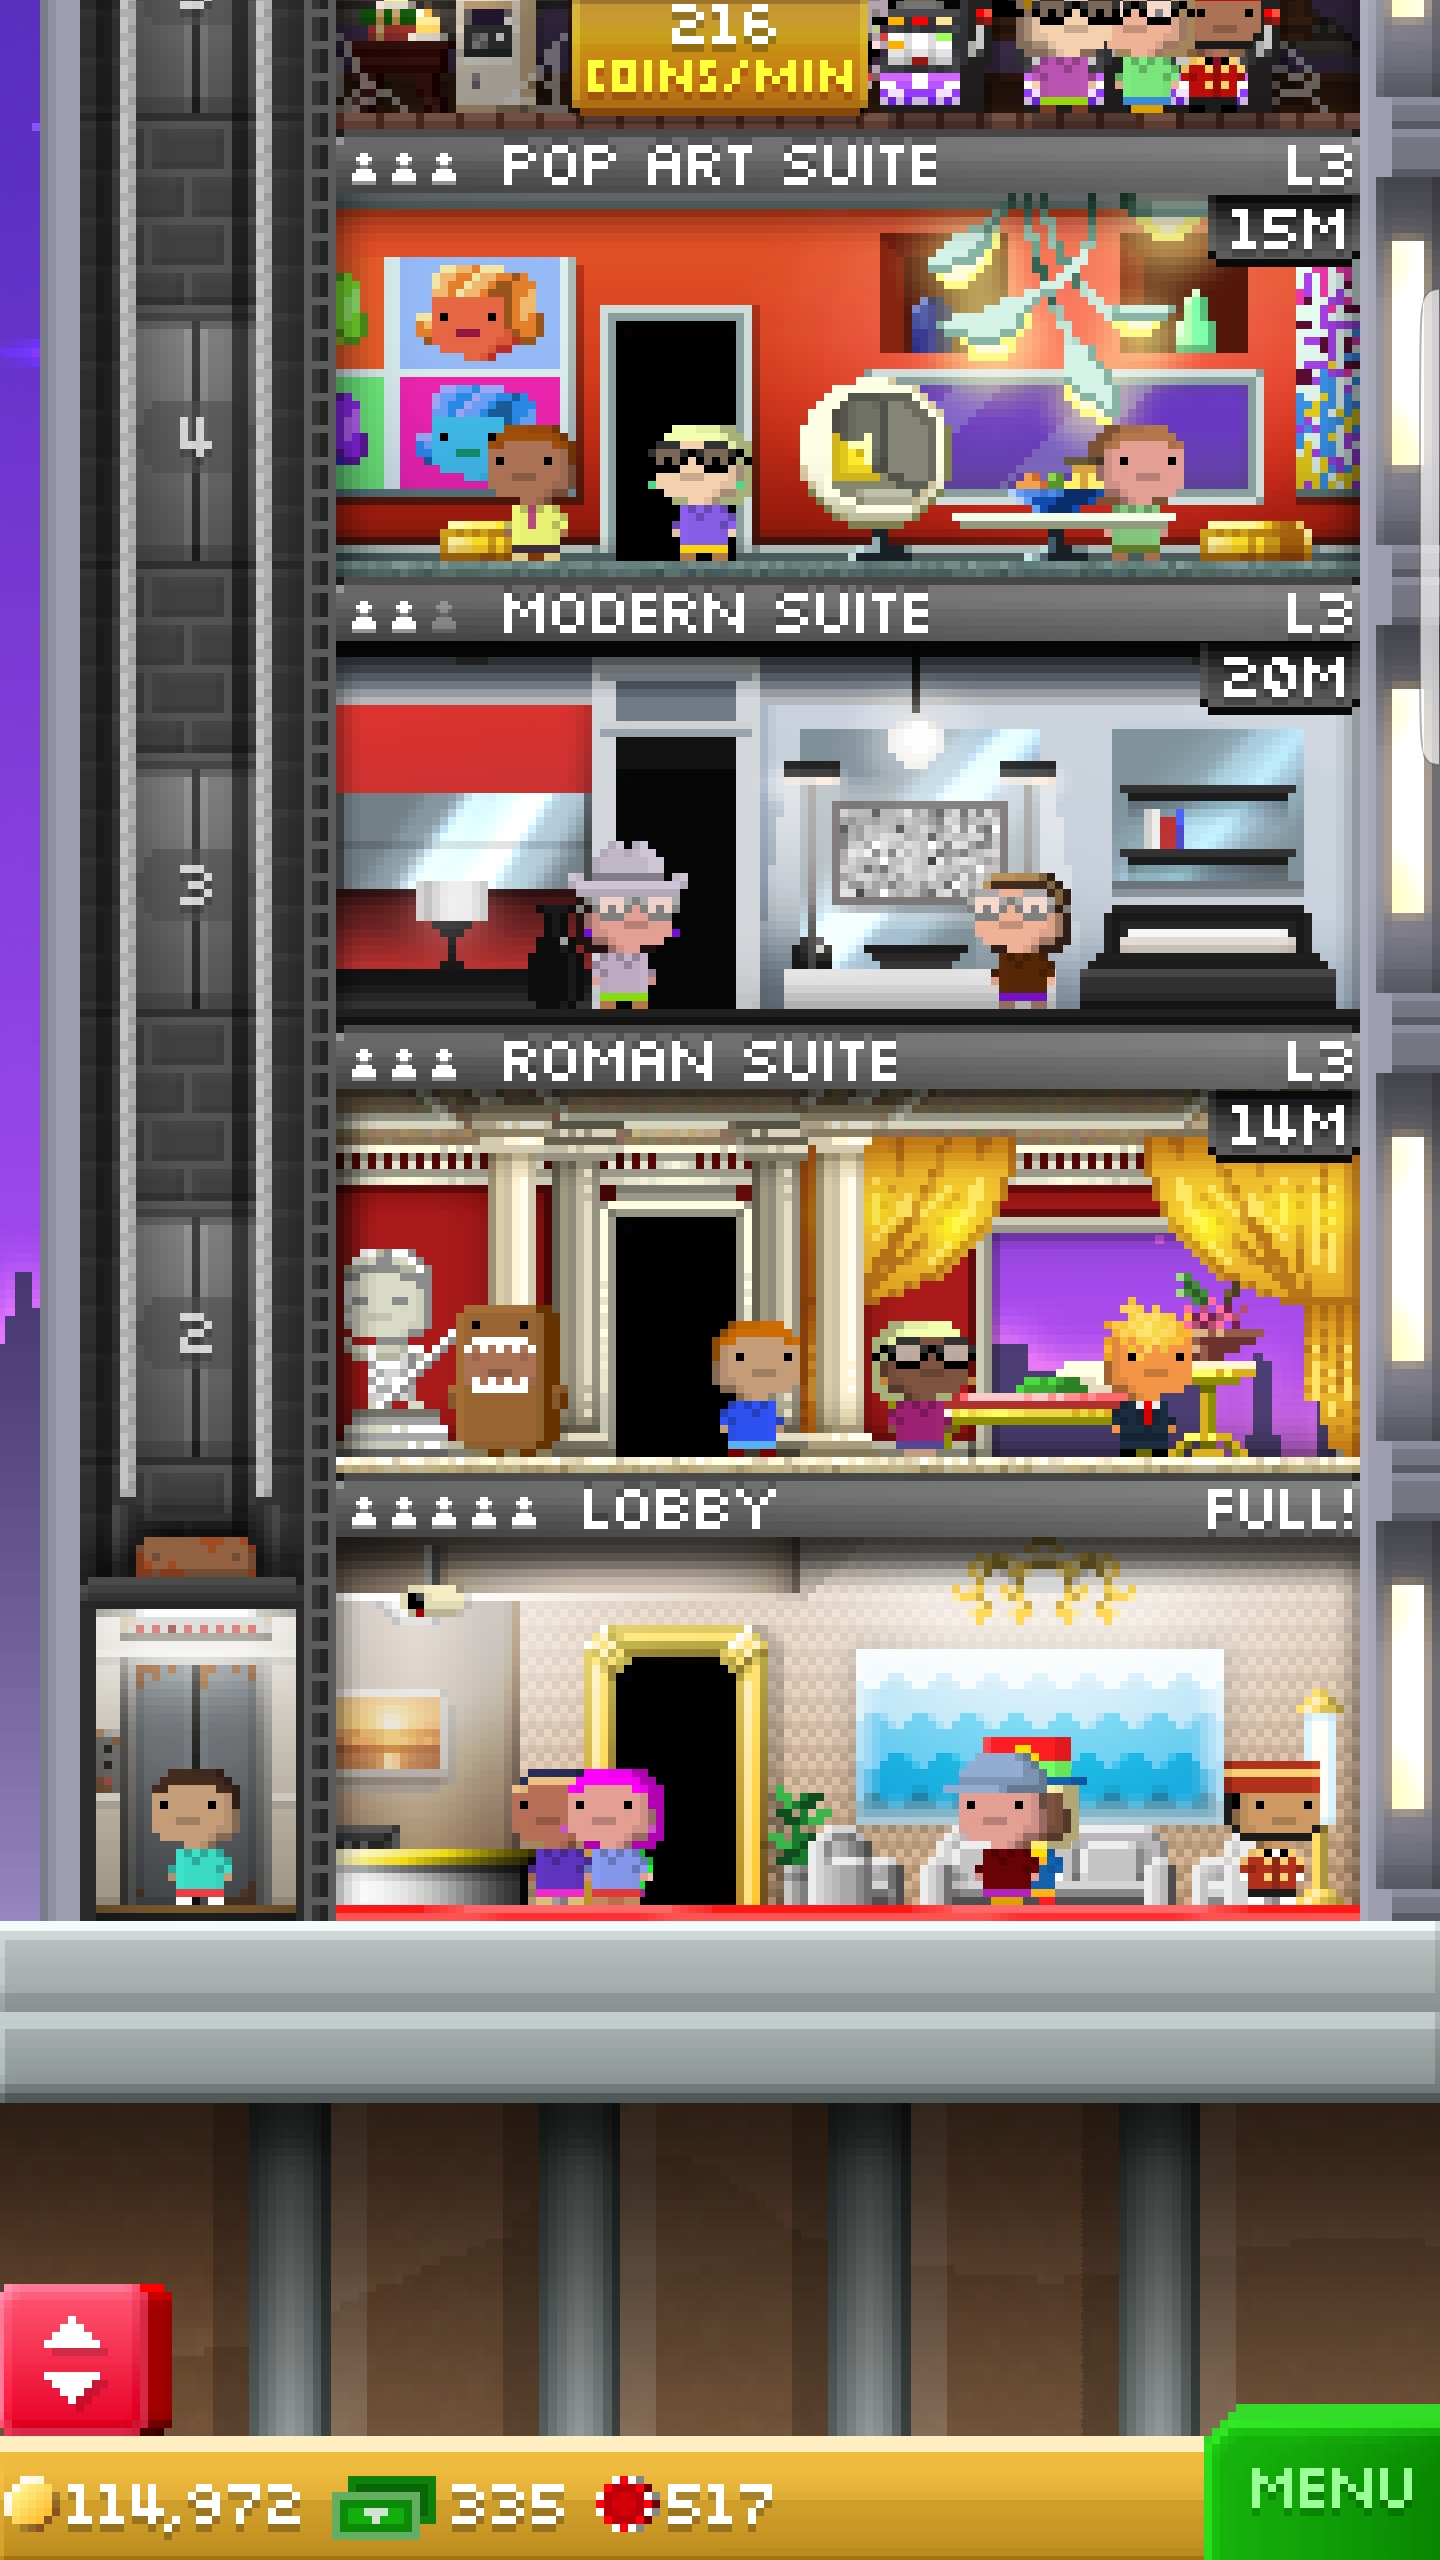 216
COINS/MIN
POP ART SUITE L3
15M
4
MODERN SUITE L3
20M
3
ROMAN SUITE L3
14M
2
LOBBY FULL!
114,972 335 517
MENU